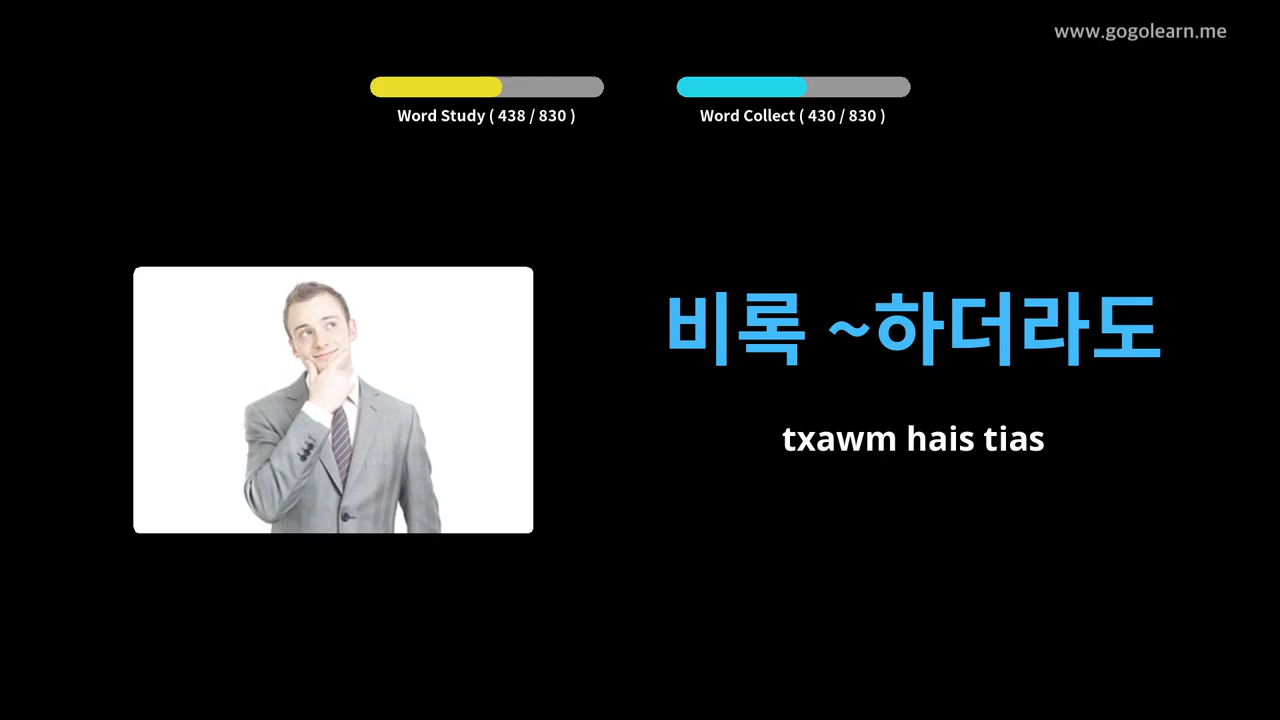 www.gogolearn.me
Word Study ( 438 / 830 )
Word Collect ( 430 / 830 )
비록 ~하더라도
txawm hais tias